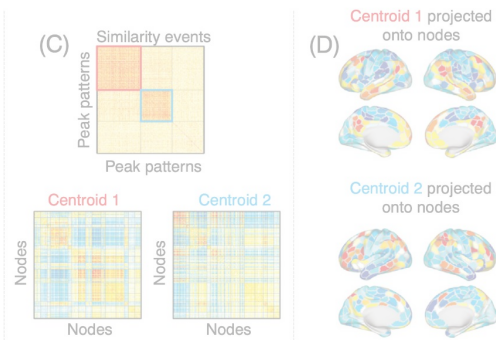 (C)
Similarity events
Peak patterns
Peak patterns
Centroid 1
Centroid 2
Nodes
Nodes
Nodes
Nodes
(D)
Centroid 1 projected
onto nodes
Centroid 2 projected
onto nodes